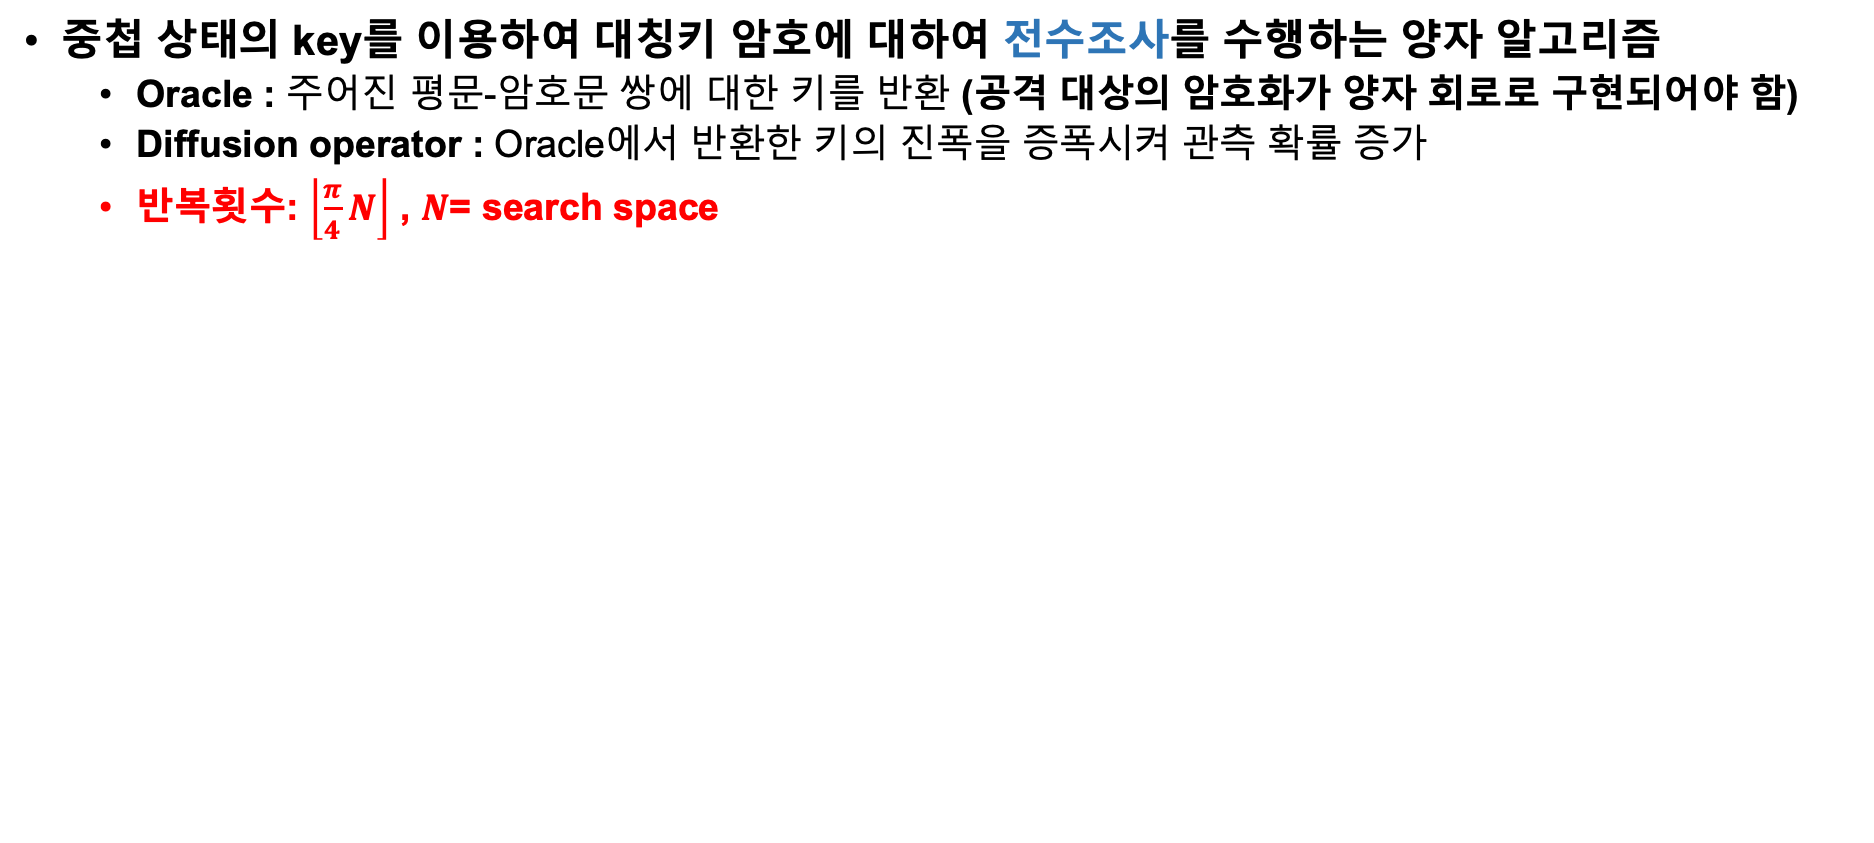 • 중첩 상태의 key를 이용하여 대칭키 암호에 대하여 전수조사를 수행하는 양자 알고리즘
• Oracle : 주어진 평문-암호문 쌍에 대한 키를 반환 (공격 대상의 암호화가 양자 회로로 구현되어야 함)
• Diffusion operator : Oracle에서 반환한 키의 진폭을 증폭시켜 관측 확률 증가
• 반복횟수: ⌊π/4 N⌋ , N= search space